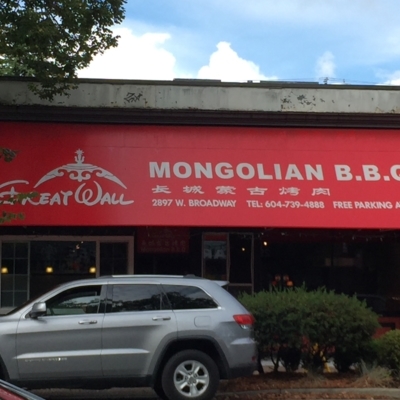 GREAT WALL
MONGOLIAN B.B.Q
長城蒙古烤肉
2897 W. BROADWAY TEL: 604-739-4888 FREE PARKING